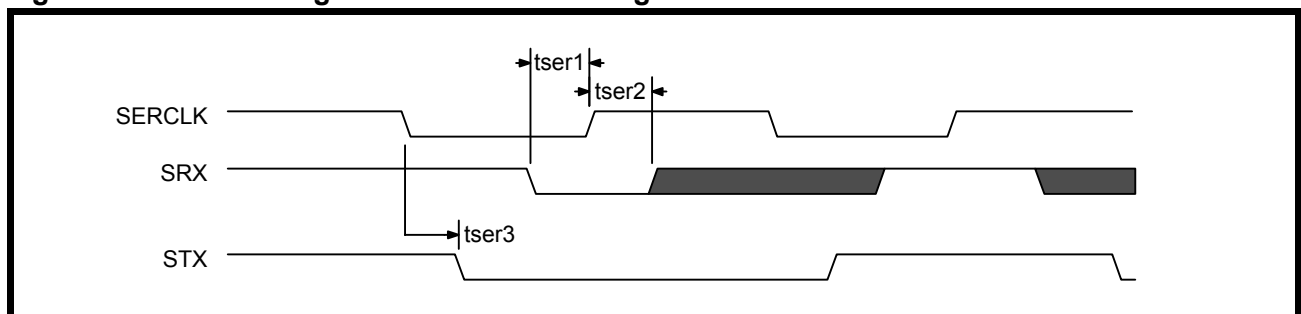 tser1
tser2
SERCLK
SRX
tser3
STX